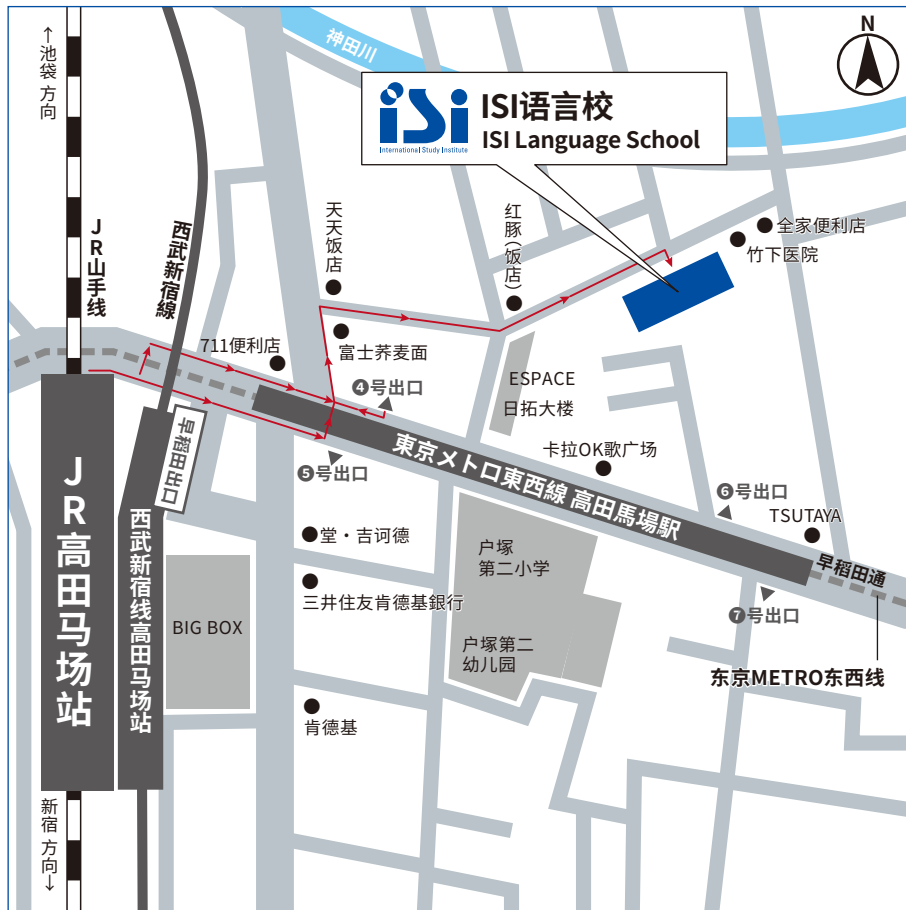 ↑池袋 方向
神田川
N
iSi
International Study Institute
ISI语言校
ISI Language School
JR山手线
西武新宿線
天天饭店
红豚(饭店)
全家便利店
竹下医院
711便利店
富士荞麦面
❹号出口
ESPACE
日拓大楼
早稲田出口
❺号出口
東京メトロ東西線 高田馬場駅
卡拉OK歌广场
❻号出口
TSUTAYA
JR高田马场站
西武新宿线高田马场站
堂・吉诃德
户塚
第二小学
早稲田通
三井住友肯德基銀行
❼号出口
BIG BOX
户塚第二
幼儿园
东京METRO东西线
肯德基
新宿 方向↓